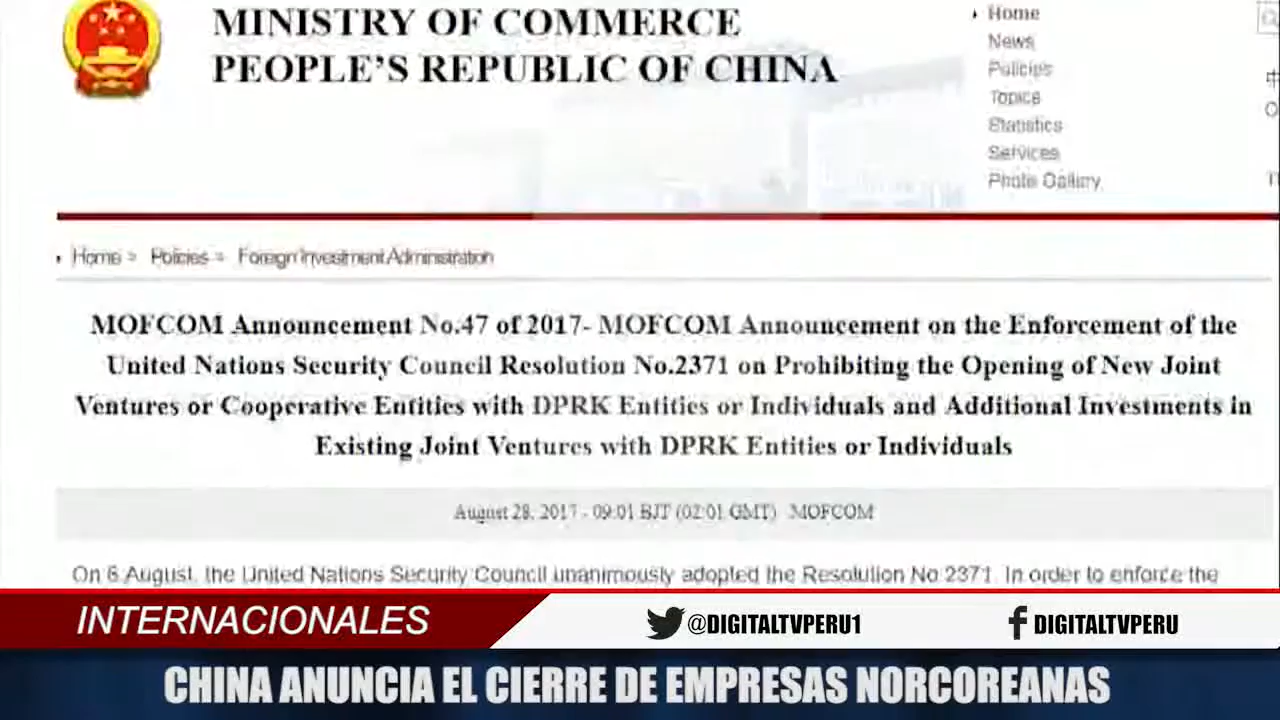 MINISTRY OF COMMERCE
PEOPLE'S REPUBLIC OF CHINA
Home
News
Policies
Topics
Statistics
Services
Photo Gallery
Home » Policies » Foreign Investment Administration
MOFCOM Announcement No.47 of 2017- MOFCOM Announcement on the Enforcement of the
United Nations Security Council Resolution No.2371 on Prohibiting the Opening of New Joint
Ventures or Cooperative Entities with DPRK Entities or Individuals and Additional Investments in
Existing Joint Ventures with DPRK Entities or Individuals
August 28, 2017 - 09:01 BJT (02:01 GMT) MOFCOM
On 6 August, the United Nations Security Council unanimously adopted the Resolution No.2371. In order to enforce the
INTERNACIONALES
@DIGITALTVPERU1
DIGITALTVPERU
CHINA ANUNCIA EL CIERRE DE EMPRESAS NORCOREANAS